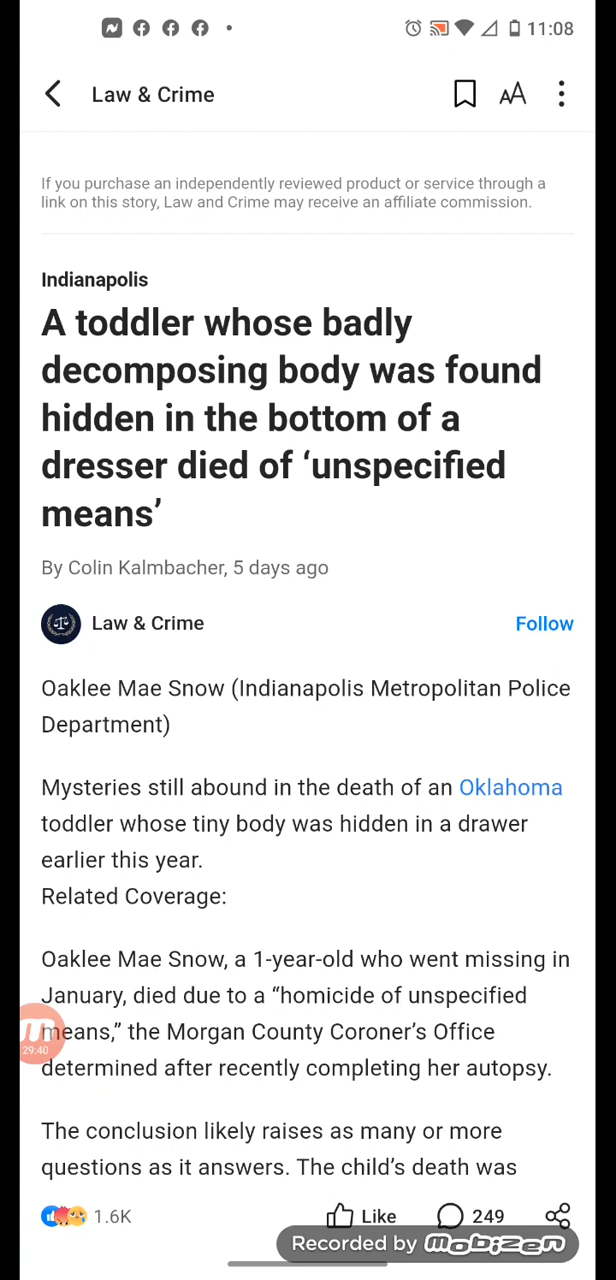 11:08
Law & Crime
AA
If you purchase an independently reviewed product or service through a
link on this story, Law and Crime may receive an affiliate commission.
Indianapolis
A toddler whose badly
decomposing body was found
hidden in the bottom of a
dresser died of ‘unspecified
means’
By Colin Kalmbacher, 5 days ago
Law & Crime
Follow
Oaklee Mae Snow (Indianapolis Metropolitan Police
Department)
Mysteries still abound in the death of an Oklahoma
toddler whose tiny body was hidden in a drawer
earlier this year.
Related Coverage:
Oaklee Mae Snow, a 1-year-old who went missing in
January, died due to a “homicide of unspecified
means,” the Morgan County Coroner’s Office
29:40
determined after recently completing her autopsy.
The conclusion likely raises as many or more
questions as it answers. The child’s death was
1.6K
Like
249
Recorded by mobizen